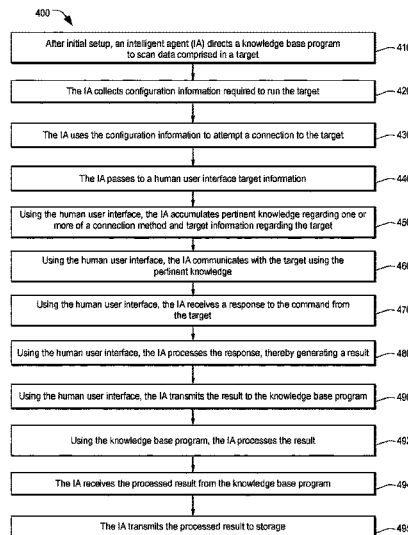 400
After initial setup, an intelligent agent (IA) directs a knowledge base program
to scan data comprised in a target
410
The IA collects configuration information required to run the target
420
The IA uses the configuration information to attempt a connection to the target
430
The IA passes to a human user interface target information
440
Using the human user interface, the IA accumulates pertinent knowledge regarding one or
more of a connection method and target information regarding the target
450
Using the human user interface, the IA communicates with the target using the
pertinent knowledge
460
Using the human user interface, the IA receives a response to the command from
the target
470
Using the human user interface, the IA processes the response, thereby generating a result
480
Using the human user interface, the IA transmits the result to the knowledge base program
490
Using the knowledge base program, the IA processes the result
492
The IA receives the processed result from the knowledge base program
494
The IA transmits the processed result to storage
495